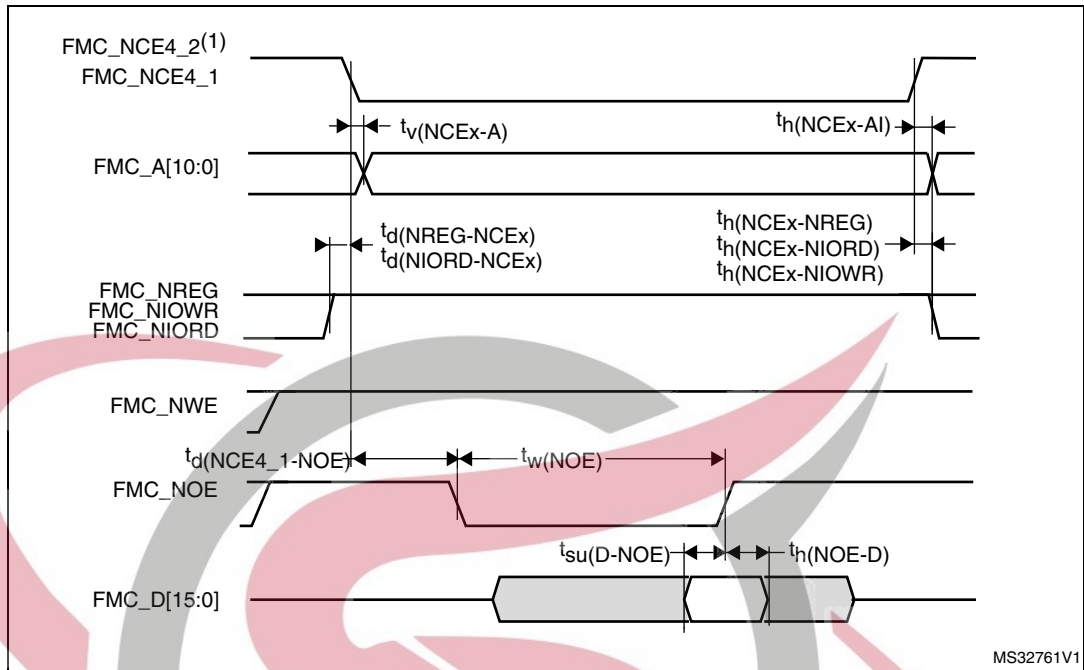 FMC_NCE4_2(1)
FMC_NCE4_1
tv(NCEx-A)
th(NCEx-AI)
FMC_A[10:0]
td(NREG-NCEx)
td(NIORD-NCEx)
th(NCEx-NREG)
th(NCEx-NIORD)
th(NCEx-NIOWR)
FMC_NREG
FMC_NIOWR
FMC_NIORD
FMC_NWE
td(NCE4_1-NOE)
tw(NOE)
FMC_NOE
tsu(D-NOE)
th(NOE-D)
FMC_D[15:0]
MS32761V1